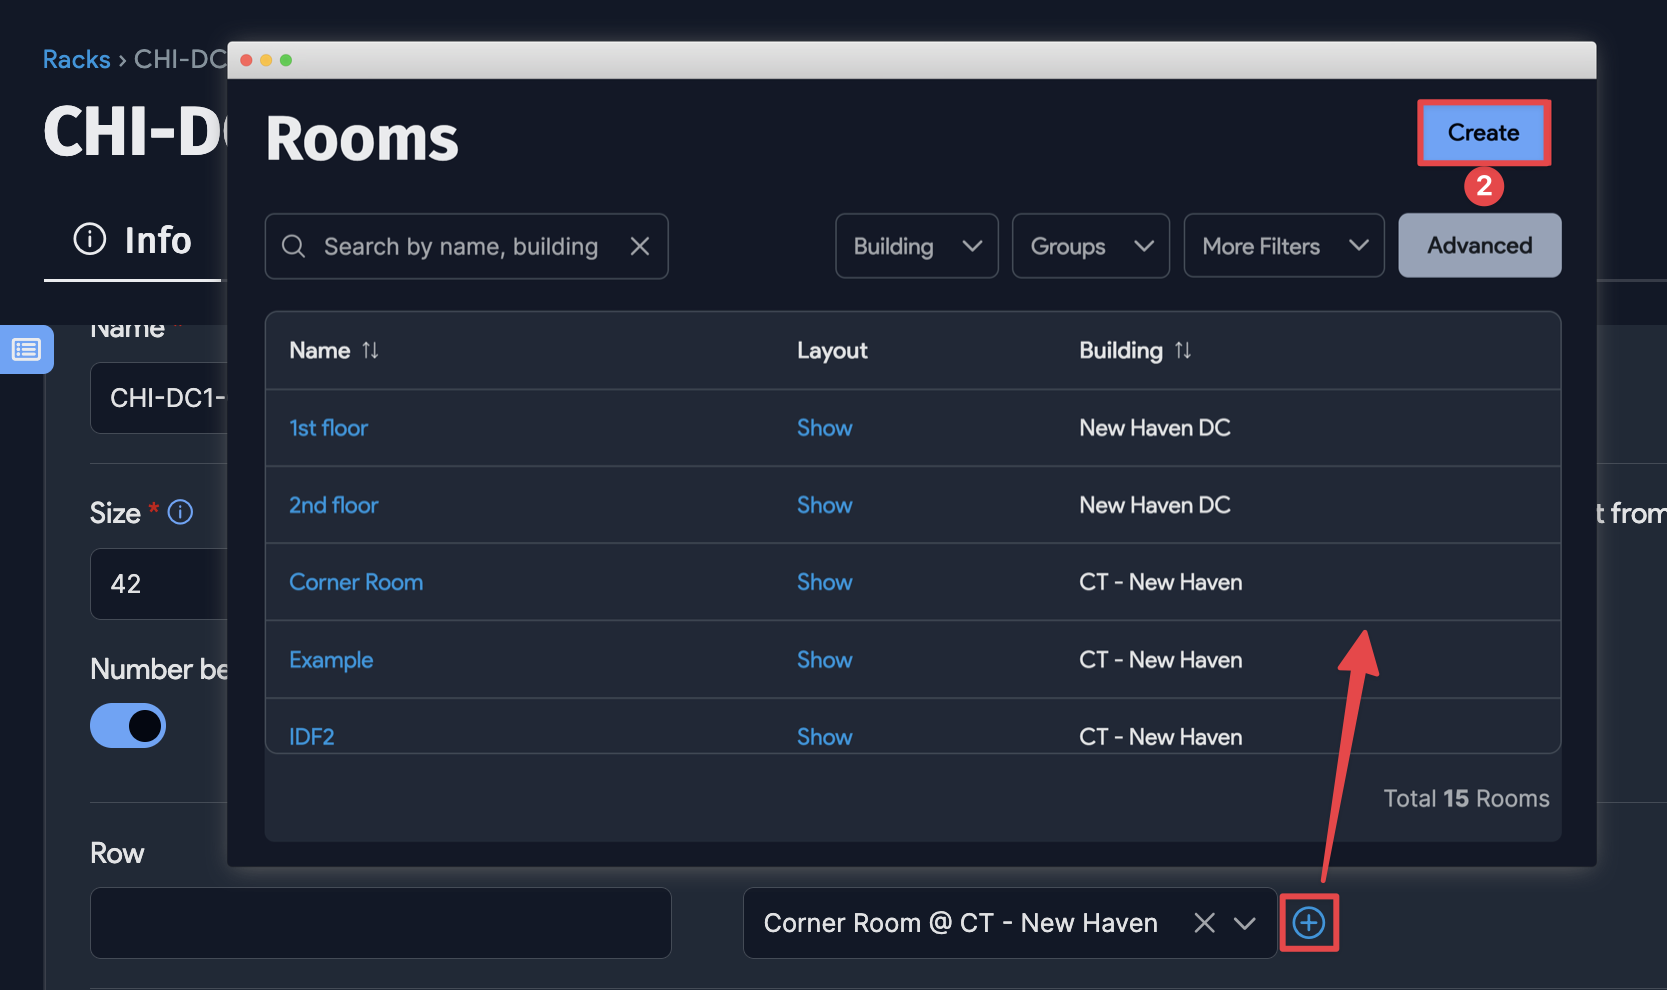 Racks › CHI-DC
CHI-DC
Info
Name *
CHI-DC1-
Size *
42
Number be
Row
Rooms
Create
2
Search by name, building
Building
Groups
More Filters
Advanced
Name Layout Building
1st floor Show New Haven DC
2nd floor Show New Haven DC
Corner Room Show CT - New Haven
Example Show CT - New Haven
IDF2 Show CT - New Haven
Total 15 Rooms
t from
Corner Room @ CT - New Haven